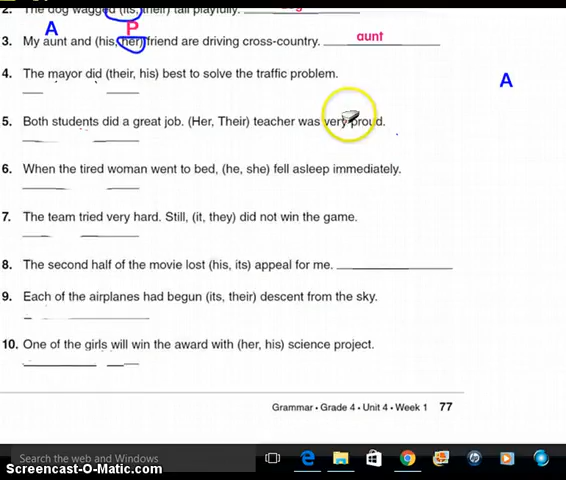 2. The dog wagged (its, their) tail playfully.
A P
3. My aunt and (his, her) friend are driving cross-country. aunt
4. The mayor did (their, his) best to solve the traffic problem.
A
5. Both students did a great job. (Her, Their) teacher was very proud.
6. When the tired woman went to bed, (he, she) fell asleep immediately.
7. The team tried very hard. Still, (it, they) did not win the game.
8. The second half of the movie lost (his, its) appeal for me.
9. Each of the airplanes had begun (its, their) descent from the sky.
10. One of the girls will win the award with (her, his) science project.
Grammar • Grade 4 • Unit 4 • Week 1 77
Search the web and Windows
Screencast-O-Matic.com